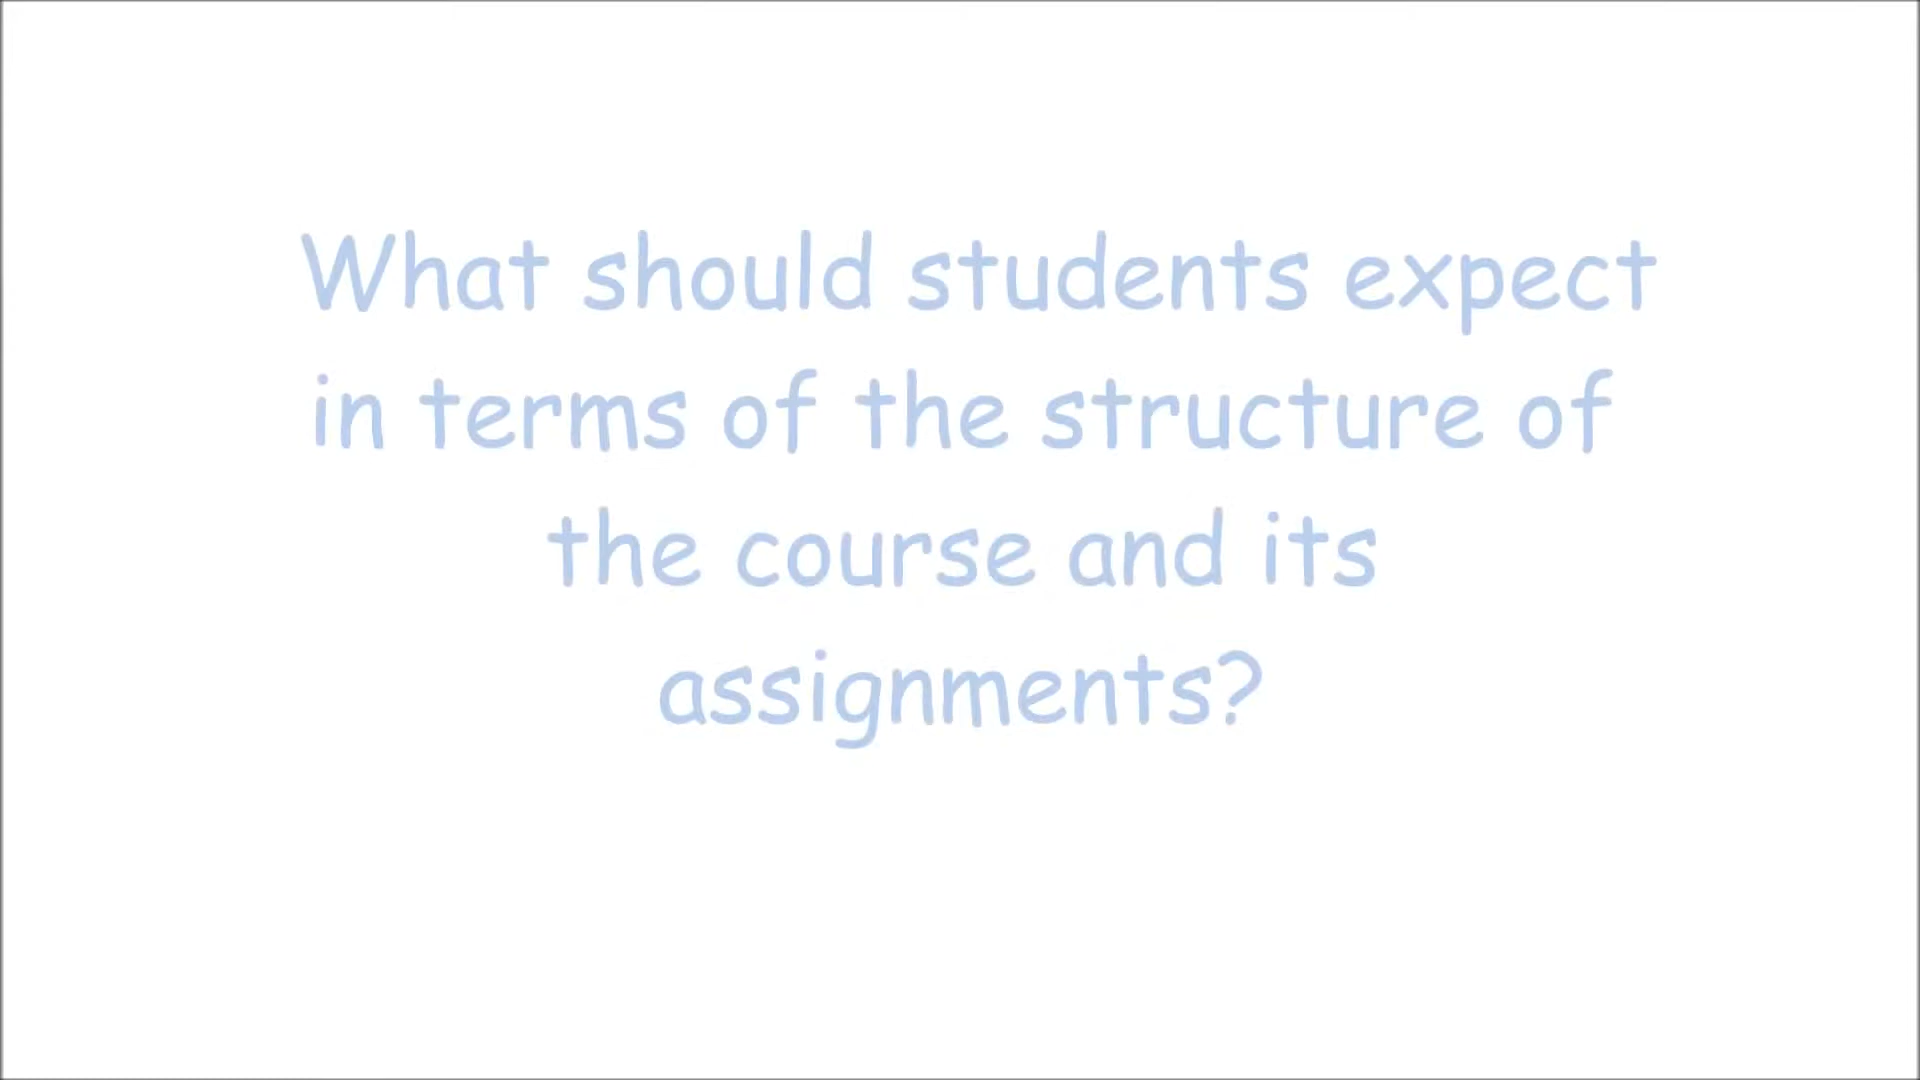 What should students expect
in terms of the structure of
the course and its
assignments?